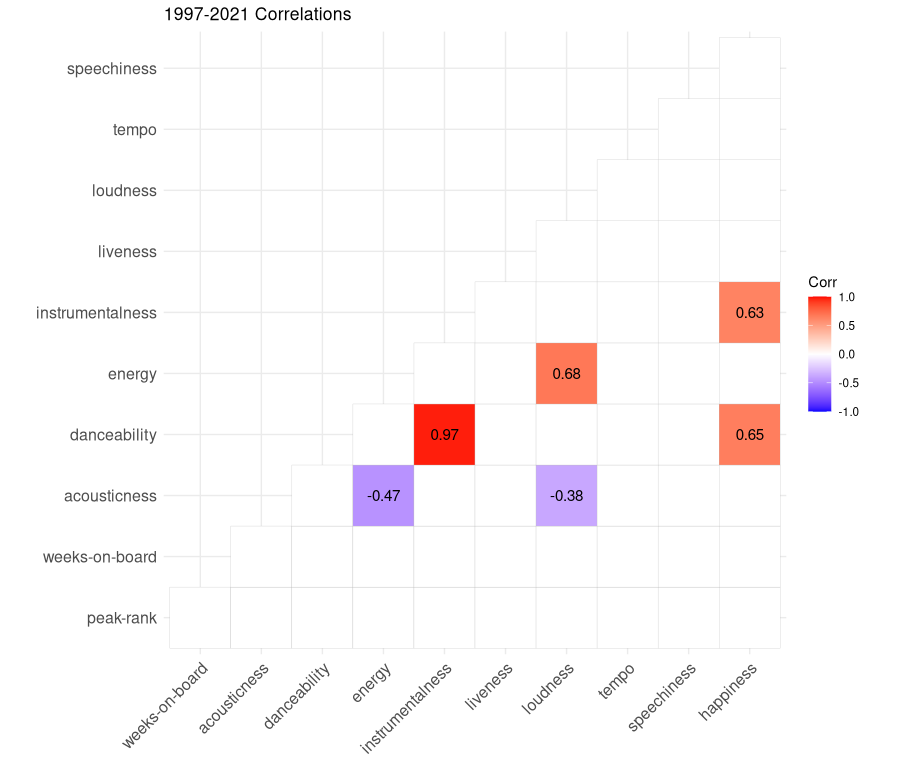 1997-2021 Correlations
speechiness
tempo
loudness
liveness
instrumentalness
0.63
energy
0.68
danceability
0.97
0.65
acousticness
-0.47
-0.38
weeks-on-board
peak-rank
weeks-on-board
acousticness
danceability
energy
instrumentalness
liveness
loudness
tempo
speechiness
happiness
Corr
1.0
0.5
0.0
-0.5
-1.0